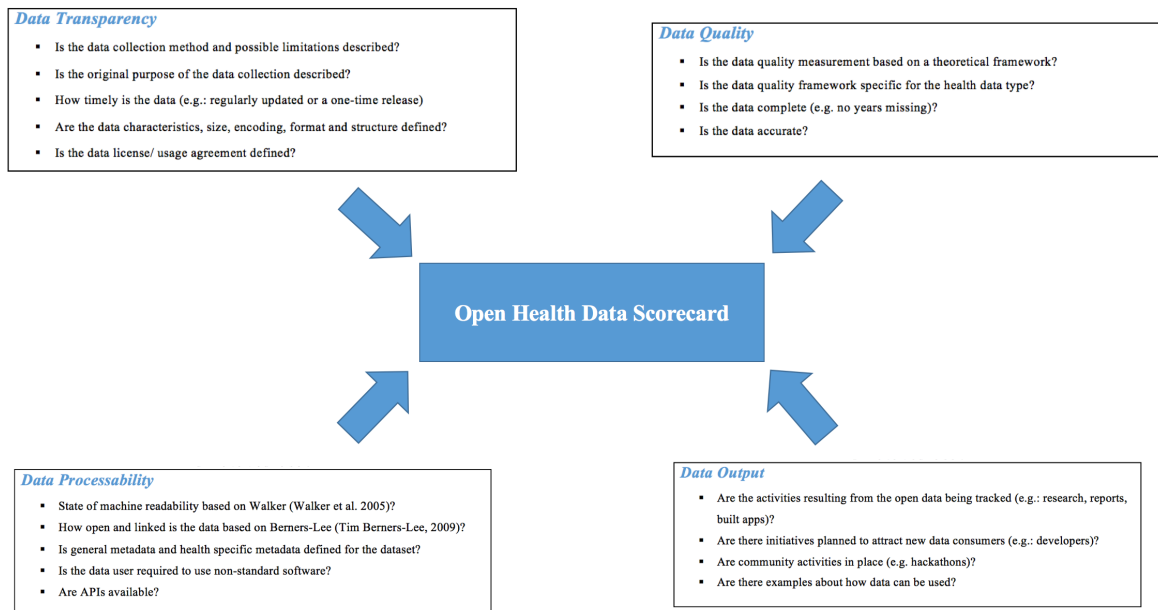 Data Transparency
Is the data collection method and possible limitations described?
Is the original purpose of the data collection described?
How timely is the data (e.g.: regularly updated or a one-time release)
Are the data characteristics, size, encoding, format and structure defined?
Is the data license/ usage agreement defined?
Data Quality
Is the data quality measurement based on a theoretical framework?
Is the data quality framework specific for the health data type?
Is the data complete (e.g. no years missing)?
Is the data accurate?
Open Health Data Scorecard
Data Processability
State of machine readability based on Walker (Walker et al. 2005)?
How open and linked is the data based on Berners-Lee (Tim Berners-Lee, 2009)?
Is general metadata and health specific metadata defined for the dataset?
Is the data user required to use non-standard software?
Are APIs available?
Data Output
Are the activities resulting from the open data being tracked (e.g.: research, reports,
built apps)?
Are there initiatives planned to attract new data consumers (e.g.: developers)?
Are community activities in place (e.g. hackathons)?
Are there examples about how data can be used?